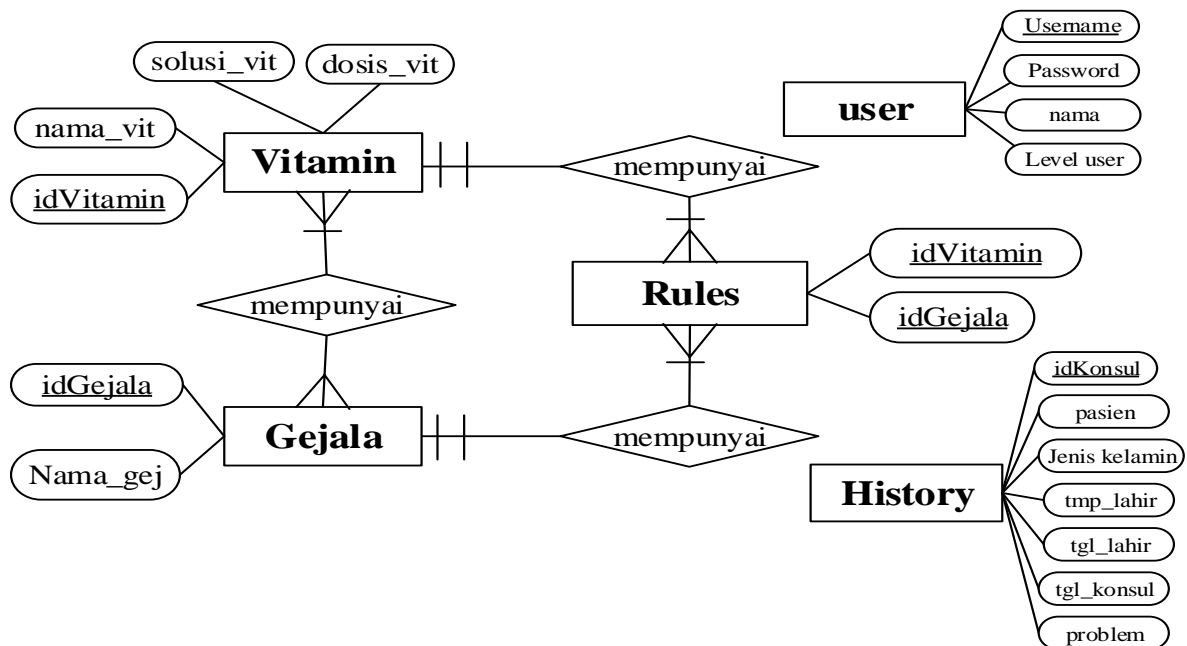 solusi_vit
dosis_vit
nama_vit
idVitamin
Vitamin
mempunyai
user
Username
Password
nama
Level user
mempunyai
Rules
idVitamin
idGejala
idGejala
Nama_gej
Gejala
mempunyai
History
idKonsul
pasien
Jenis kelamin
tmp_lahir
tgl_lahir
tgl_konsul
problem